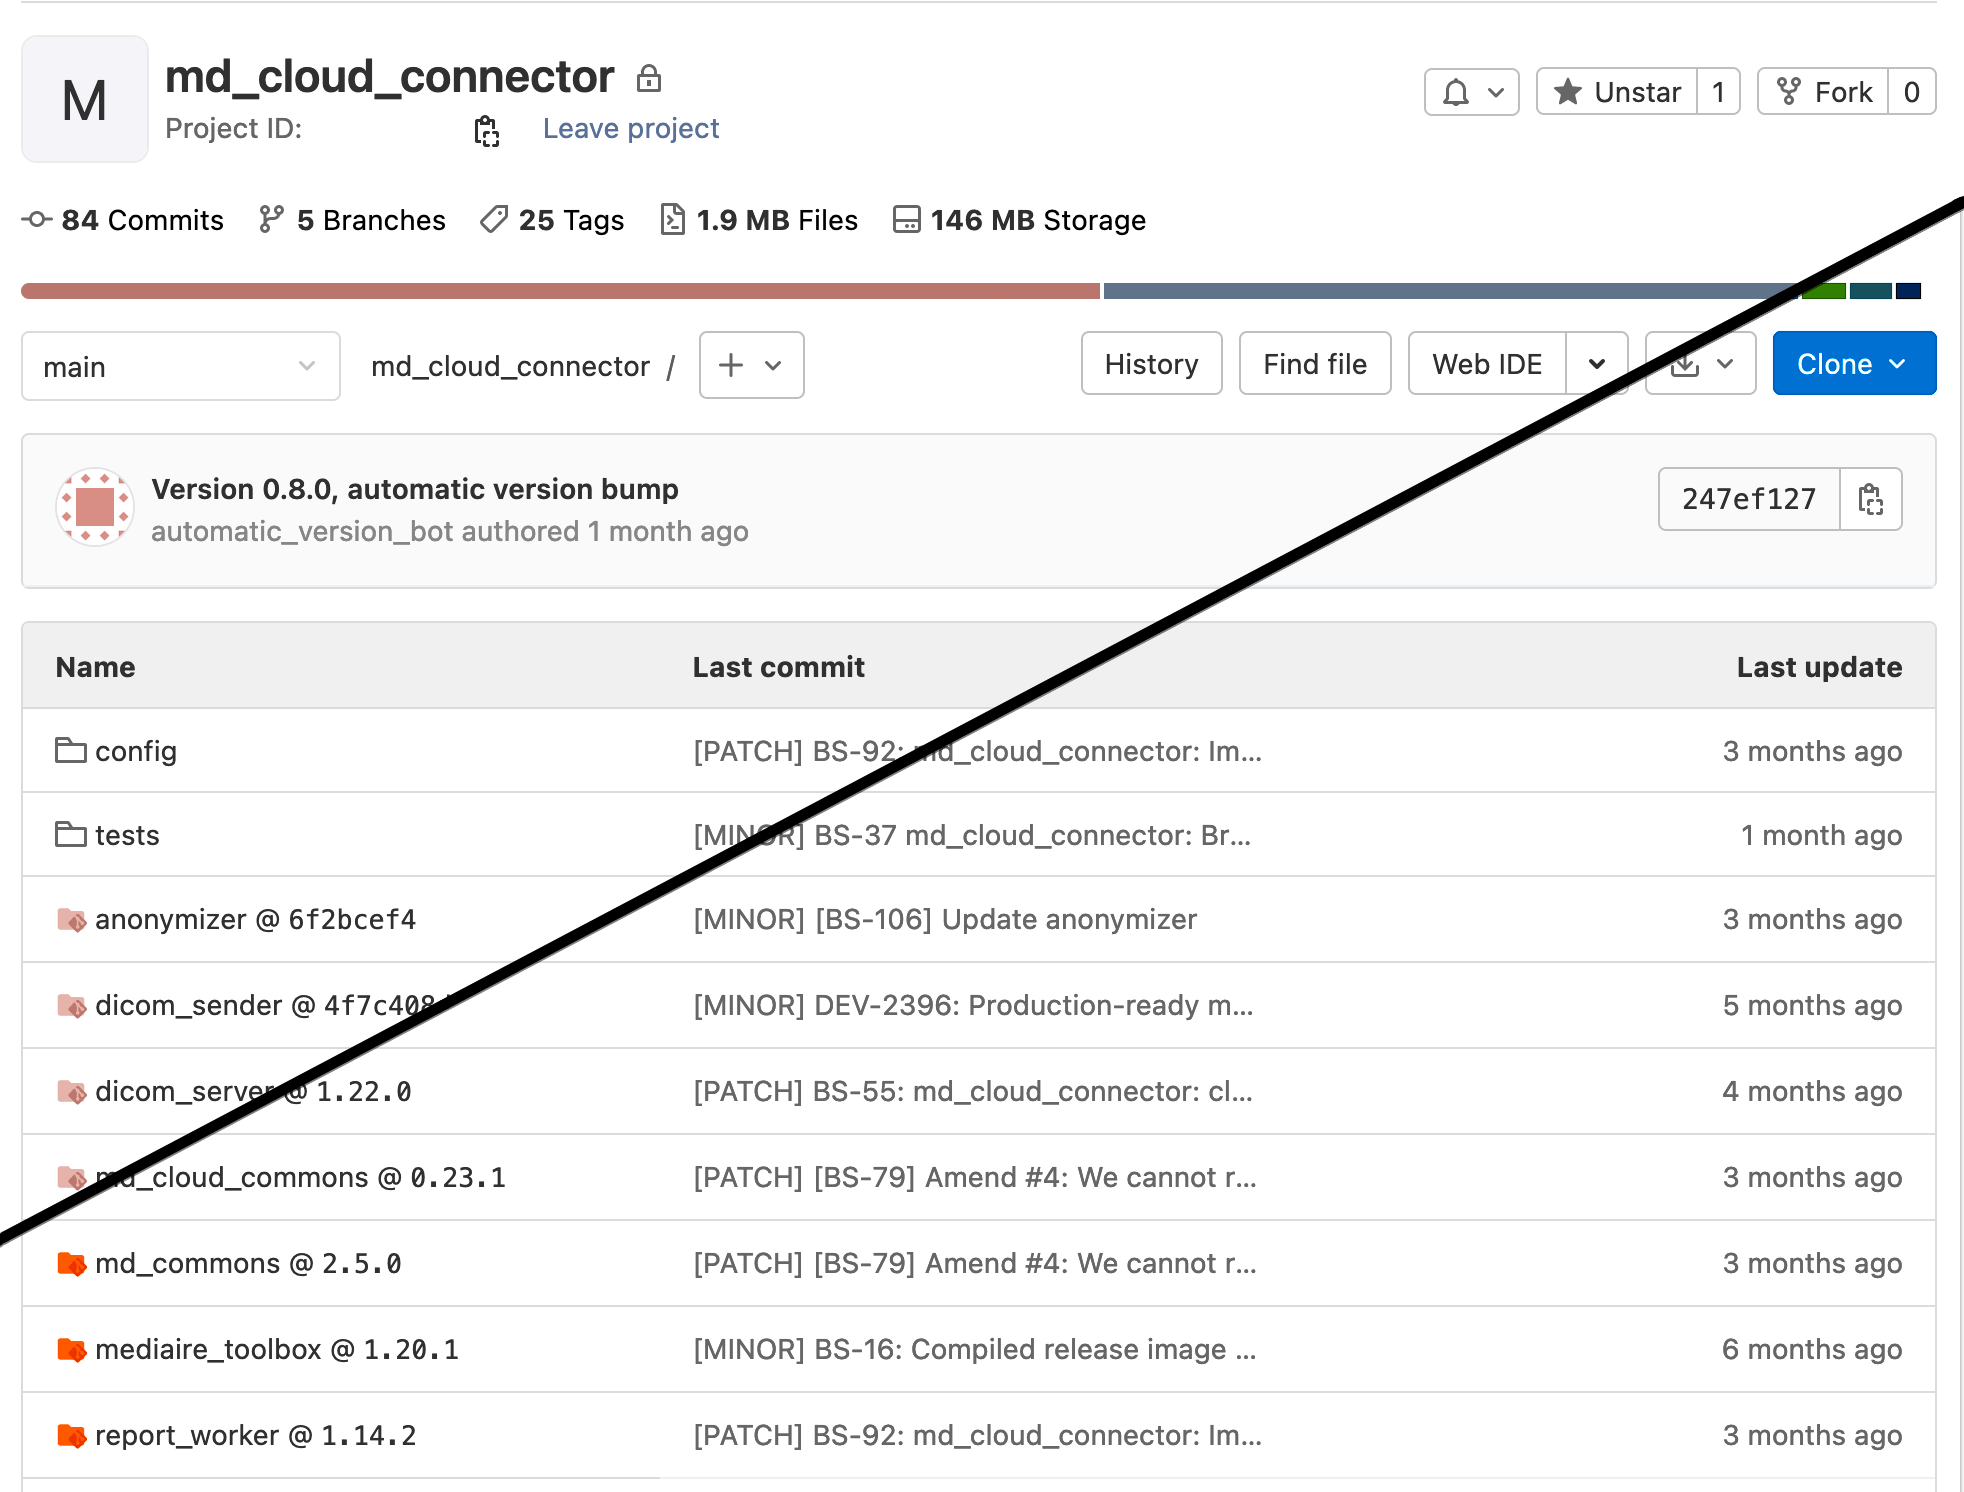 M
md_cloud_connector
Project ID:
Leave project
Unstar 1
Fork 0
84 Commits 5 Branches 25 Tags 1.9 MB Files 146 MB Storage
main
md_cloud_connector /
History Find file Web IDE Clone
Version 0.8.0, automatic version bump
automatic_version_bot authored 1 month ago
247ef127
Name Last commit Last update
config [PATCH] BS-92: md_cloud_connector: Im... 3 months ago
tests [MINOR] BS-37 md_cloud_connector: Br... 1 month ago
anonymizer @ 6f2bcef4 [MINOR] [BS-106] Update anonymizer 3 months ago
dicom_sender @ [MINOR] DEV-2396: Production-ready m... 5 months ago
dicom_server @ 1.22.0 [PATCH] BS-55: md_cloud_connector: cl... 4 months ago
md_cloud_commons @ 0.23.1 [PATCH] [BS-79] Amend #4: We cannot r... 3 months ago
md_commons @ 2.5.0 [PATCH] [BS-79] Amend #4: We cannot r... 3 months ago
mediaire_toolbox @ 1.20.1 [MINOR] BS-16: Compiled release image ... 6 months ago
report_worker @ 1.14.2 [PATCH] BS-92: md_cloud_connector: Im... 3 months ago